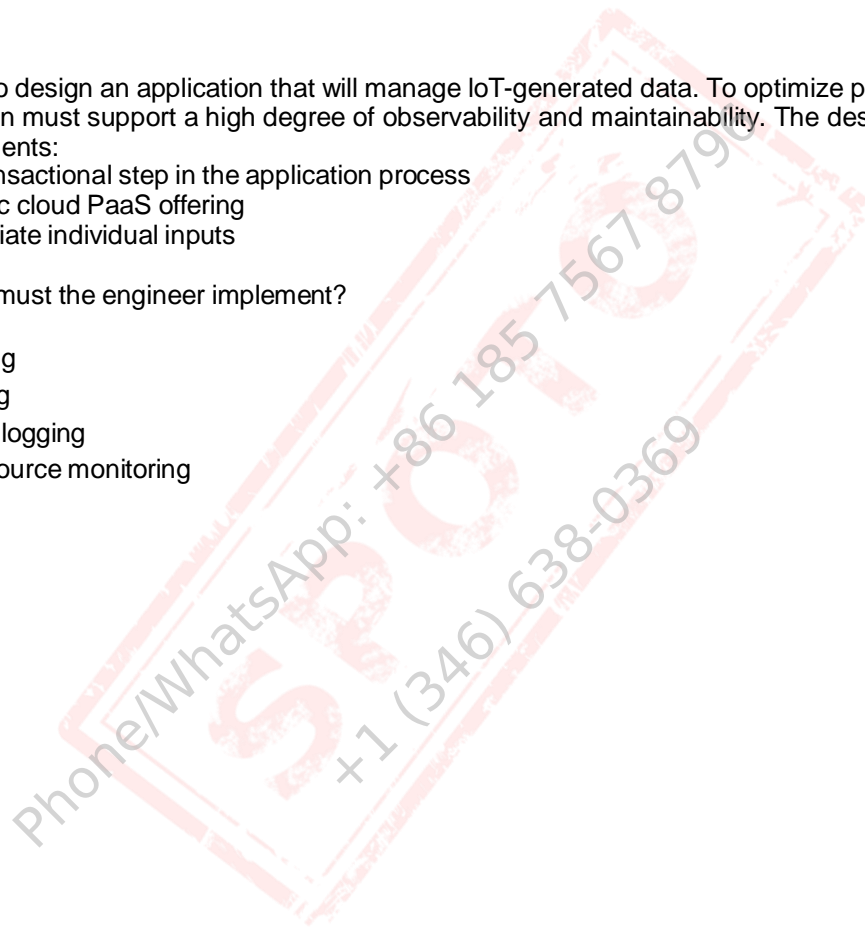 o design an application that will manage IoT-generated data. To optimize p
n must support a high degree of observability and maintainability. The des
ents:
nsactional step in the application process
c cloud PaaS offering
iate individual inputs
must the engineer implement?
g
g
logging
ource monitoring
SPOTO
Phone/WhatsApp: +86 185 7567 8796
+1 (346) 638-0369